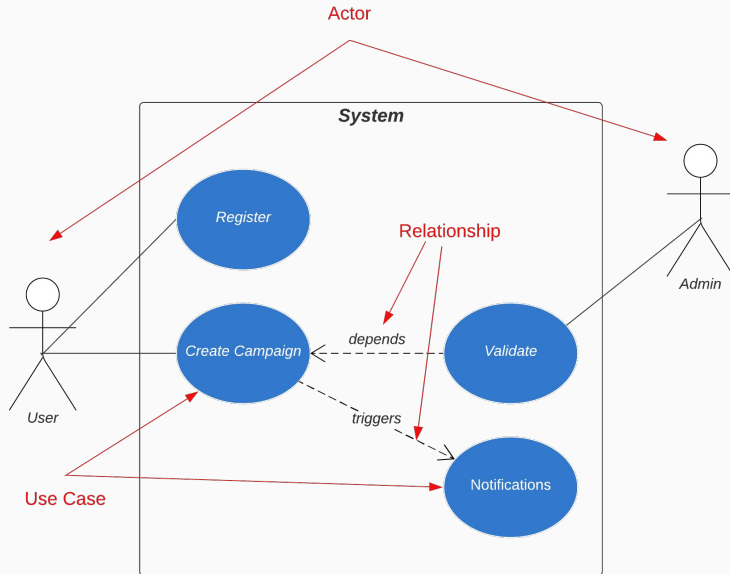 Actor
System
Register
Relationship
Admin
depends
Create Campaign
Validate
User
triggers
Notifications
Use Case